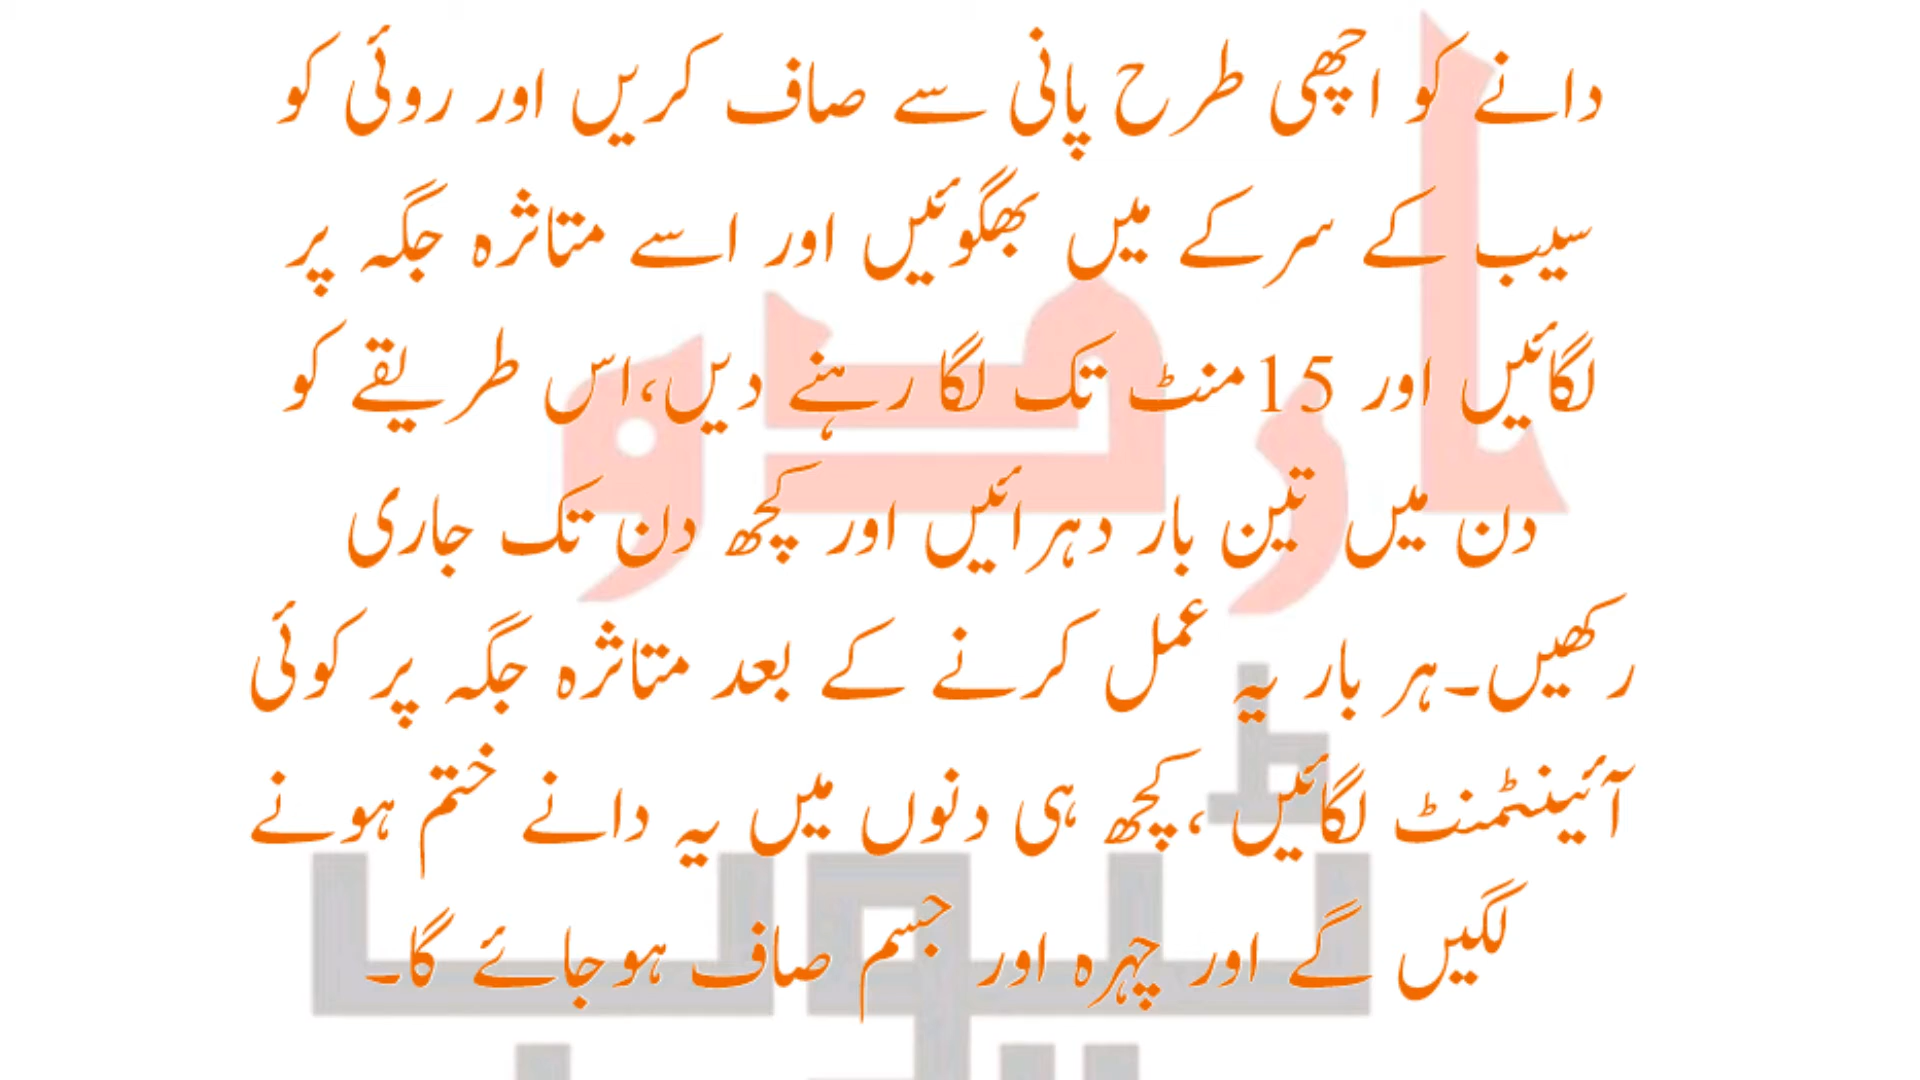 دانے کو اچھی طرح پانی سے صاف کریں اور روئی کو
سیب کے سرکے میں بھگوئیں اور اسے متاثرہ جگہ پر
لگائیں اور 15منٹ تک لگا رہنے دیں،اس طریقے کو
دن میں تین بار دہرائیں اور کچھ دن تک جاری
رکھیں۔ہر بار یہ عمل کرنے کے بعد متاثرہ جگہ پر کوئی
آئینٹمنٹ لگائیں ،کچھ ہی دنوں میں یہ دانے ختم ہونے
لگیں گے اور چہرہ اور جسم صاف ہوجائے گا۔
اردو
ٹیوب